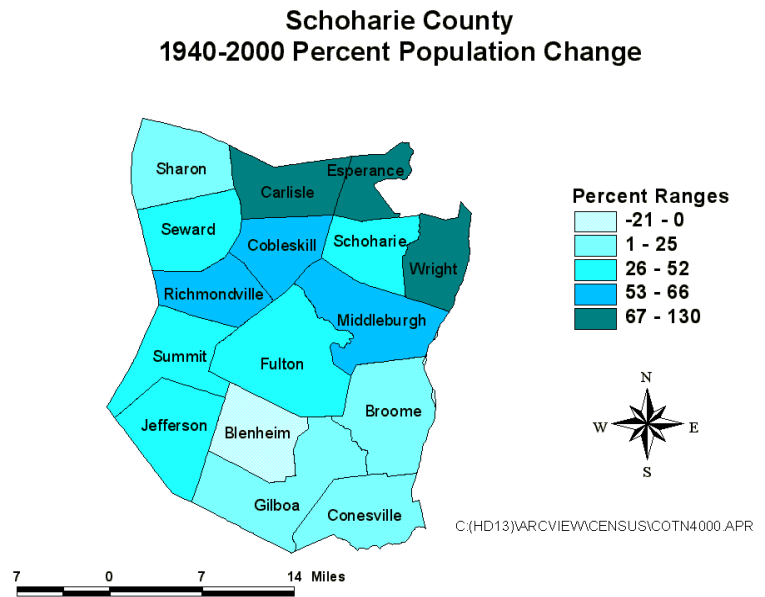 Schoharie County
1940-2000 Percent Population Change
Sharon
Esperance
Carlisle
Seward
Cobleskill
Schoharie
Wright
Richmondville
Middleburgh
Summit
Fulton
Jefferson
Blenheim
Broome
Gilboa
Conesville
Percent Ranges
-21 - 0
1 - 25
26 - 52
53 - 66
67 - 130
N
W
E
S
C:(HD13)\ARCVIEW\CENSUS\COTN4000.APR
7 0 7 14 Miles